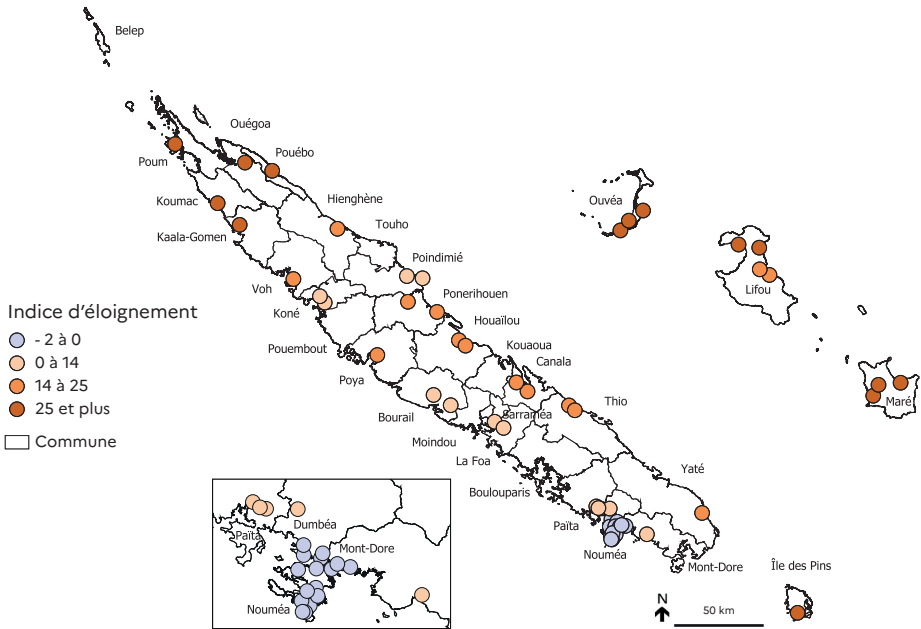 Belep
Ouégoa
Pouébo
Poum
Hienghène
Koumac
Touho
Kaala-Gomen
Ouvéa
Poindimié
Voh
Lifou
Ponerihouen
Koné
Houaïlou
Pouembout
Kouaoua
Canala
Poya
Thio
Maré
Sarraméa
Bourail
Moindou
La Foa
Yaté
Boulouparis
Païta
Nouméa
Mont-Dore
Île des Pins
Indice d'éloignement
- 2 à 0
0 à 14
14 à 25
25 et plus
Commune
Païta
Dumbéa
Mont-Dore
Nouméa
N
50 km